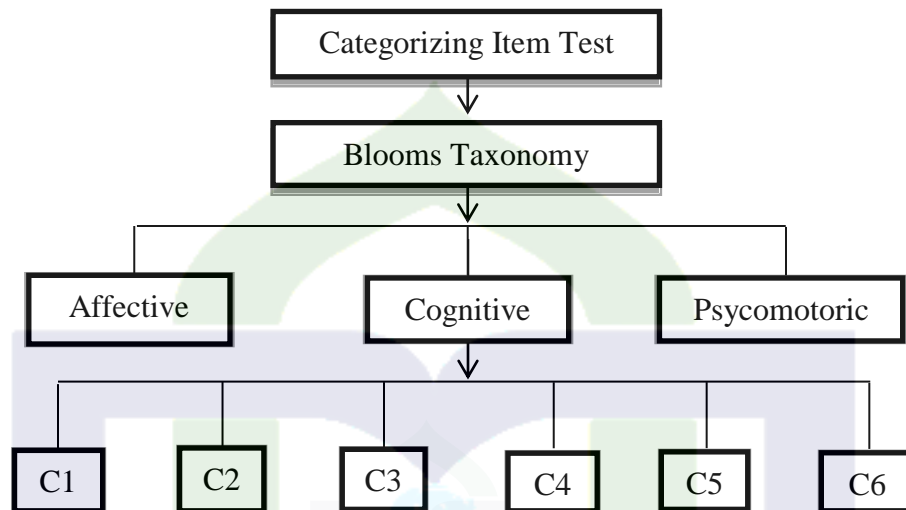 Categorizing Item Test
Blooms Taxonomy
Affective
Cognitive
Psycomotoric
C1
C2
C3
C4
C5
C6